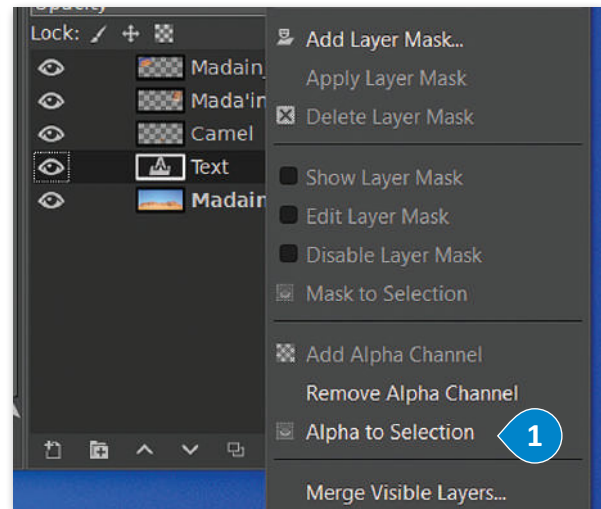 Opacity
Lock:
Madain_
Mada'in
Camel
Text
Madain
Add Layer Mask...
Apply Layer Mask
Delete Layer Mask
Show Layer Mask
Edit Layer Mask
Disable Layer Mask
Mask to Selection
Add Alpha Channel
Remove Alpha Channel
Alpha to Selection
1
Merge Visible Layers...